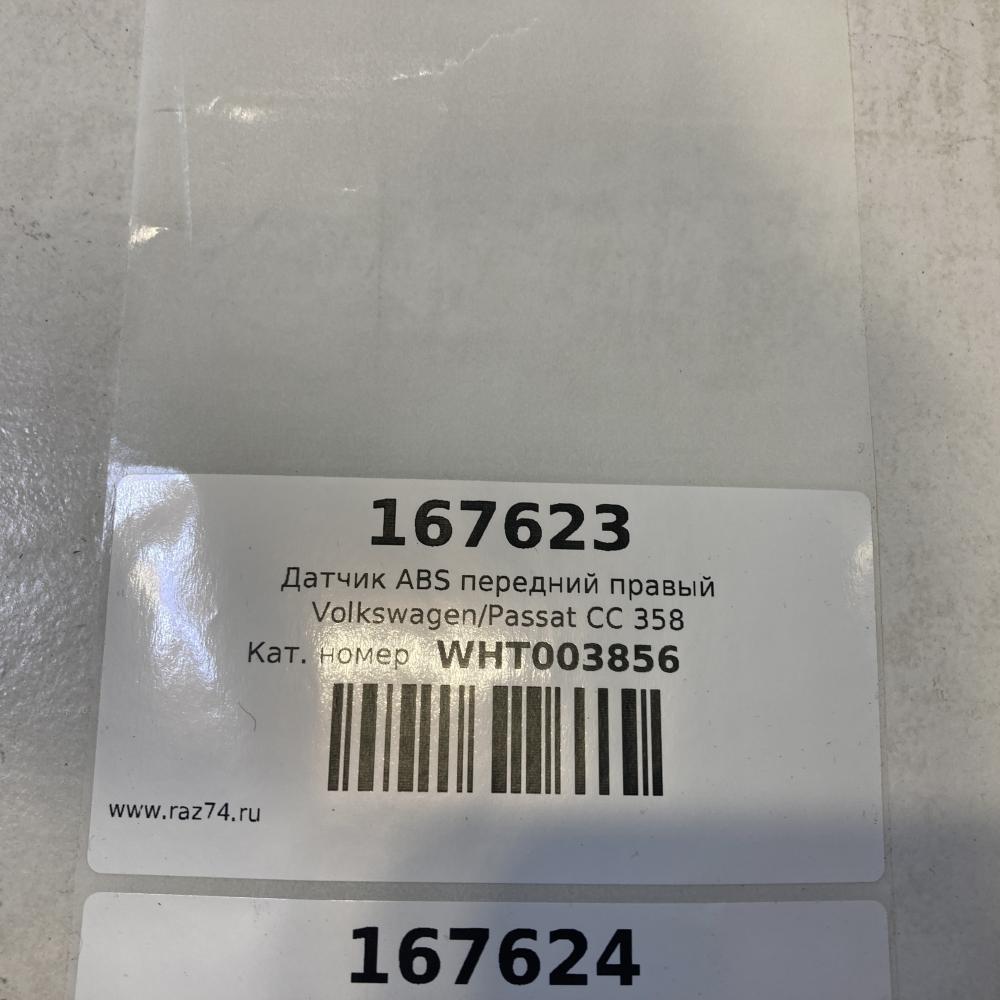 167623
Датчик ABS передний правый
Volkswagen/Passat CC 358
Кат. номер WHT003856
www.raz74.ru
167624